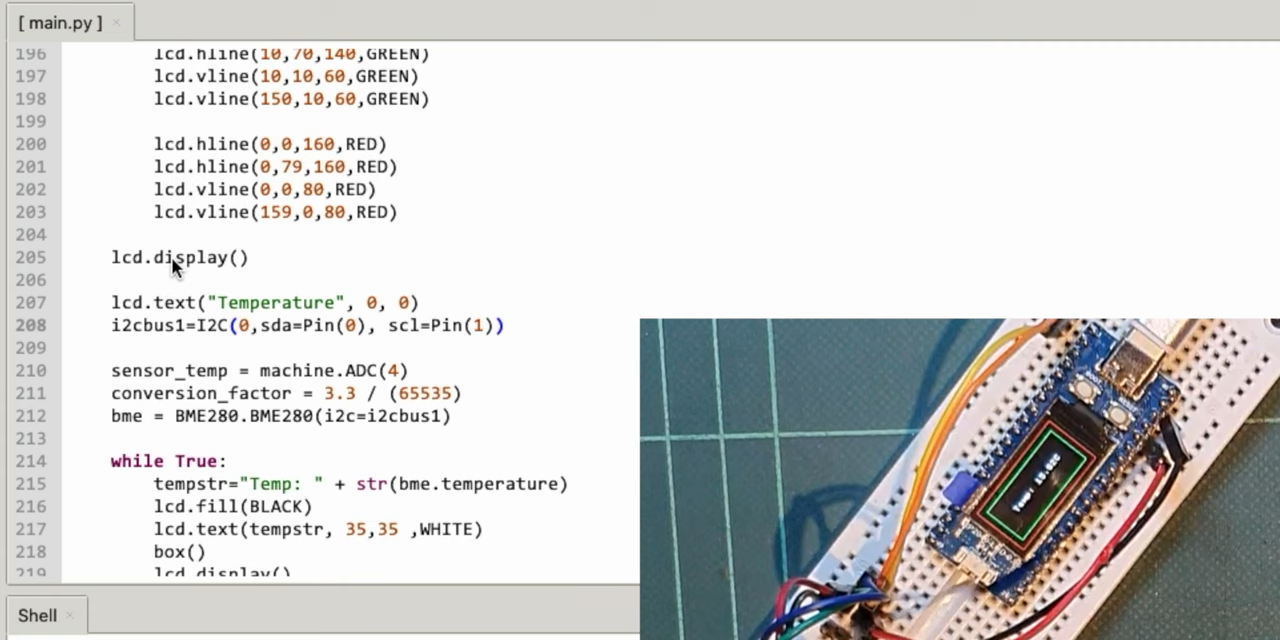 [ main.py ] ×
196 lcd.hline(10,70,140,GREEN)
197 lcd.vline(10,10,60,GREEN)
198 lcd.vline(150,10,60,GREEN)
199
200 lcd.hline(0,0,160,RED)
201 lcd.hline(0,79,160,RED)
202 lcd.vline(0,0,80,RED)
203 lcd.vline(159,0,80,RED)
204
205 lcd.display()
206
207 lcd.text("Temperature", 0, 0)
208 i2cbus1=I2C(0,sda=Pin(0), scl=Pin(1))
209
210 sensor_temp = machine.ADC(4)
211 conversion_factor = 3.3 / (65535)
212 bme = BME280.BME280(i2c=i2cbus1)
213
214 while True:
215 tempstr="Temp: " + str(bme.temperature)
216 lcd.fill(BLACK)
217 lcd.text(tempstr, 35,35 ,WHITE)
218 box()
219 lcd.display()
Shell ×
Temp: